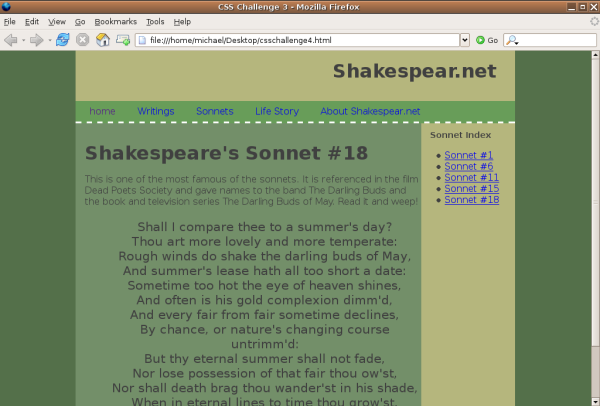 CSS Challenge 3 - Mozilla Firefox
File Edit View Go Bookmarks Tools Help
file:///home/michael/Desktop/csschallenge4.html Go
Shakespear.net
home Writings Sonnets Life Story About Shakespear.net
Shakespeare's Sonnet #18
This is one of the most famous of the sonnets. It is referenced in the film
Dead Poets Society and gave names to the band The Darling Buds and
the book and television series The Darling Buds of May. Read it and weep!
Shall I compare thee to a summer's day?
Thou art more lovely and more temperate:
Rough winds do shake the darling buds of May,
And summer's lease hath all too short a date:
Sometime too hot the eye of heaven shines,
And often is his gold complexion dimm'd,
And every fair from fair sometime declines,
By chance, or nature's changing course
untrimm'd:
But thy eternal summer shall not fade,
Nor lose possession of that fair thou ow'st,
Nor shall death brag thou wander'st in his shade,
When in eternal lines to time thou grow'st,
Sonnet Index
Sonnet #1
Sonnet #6
Sonnet #11
Sonnet #15
Sonnet #18